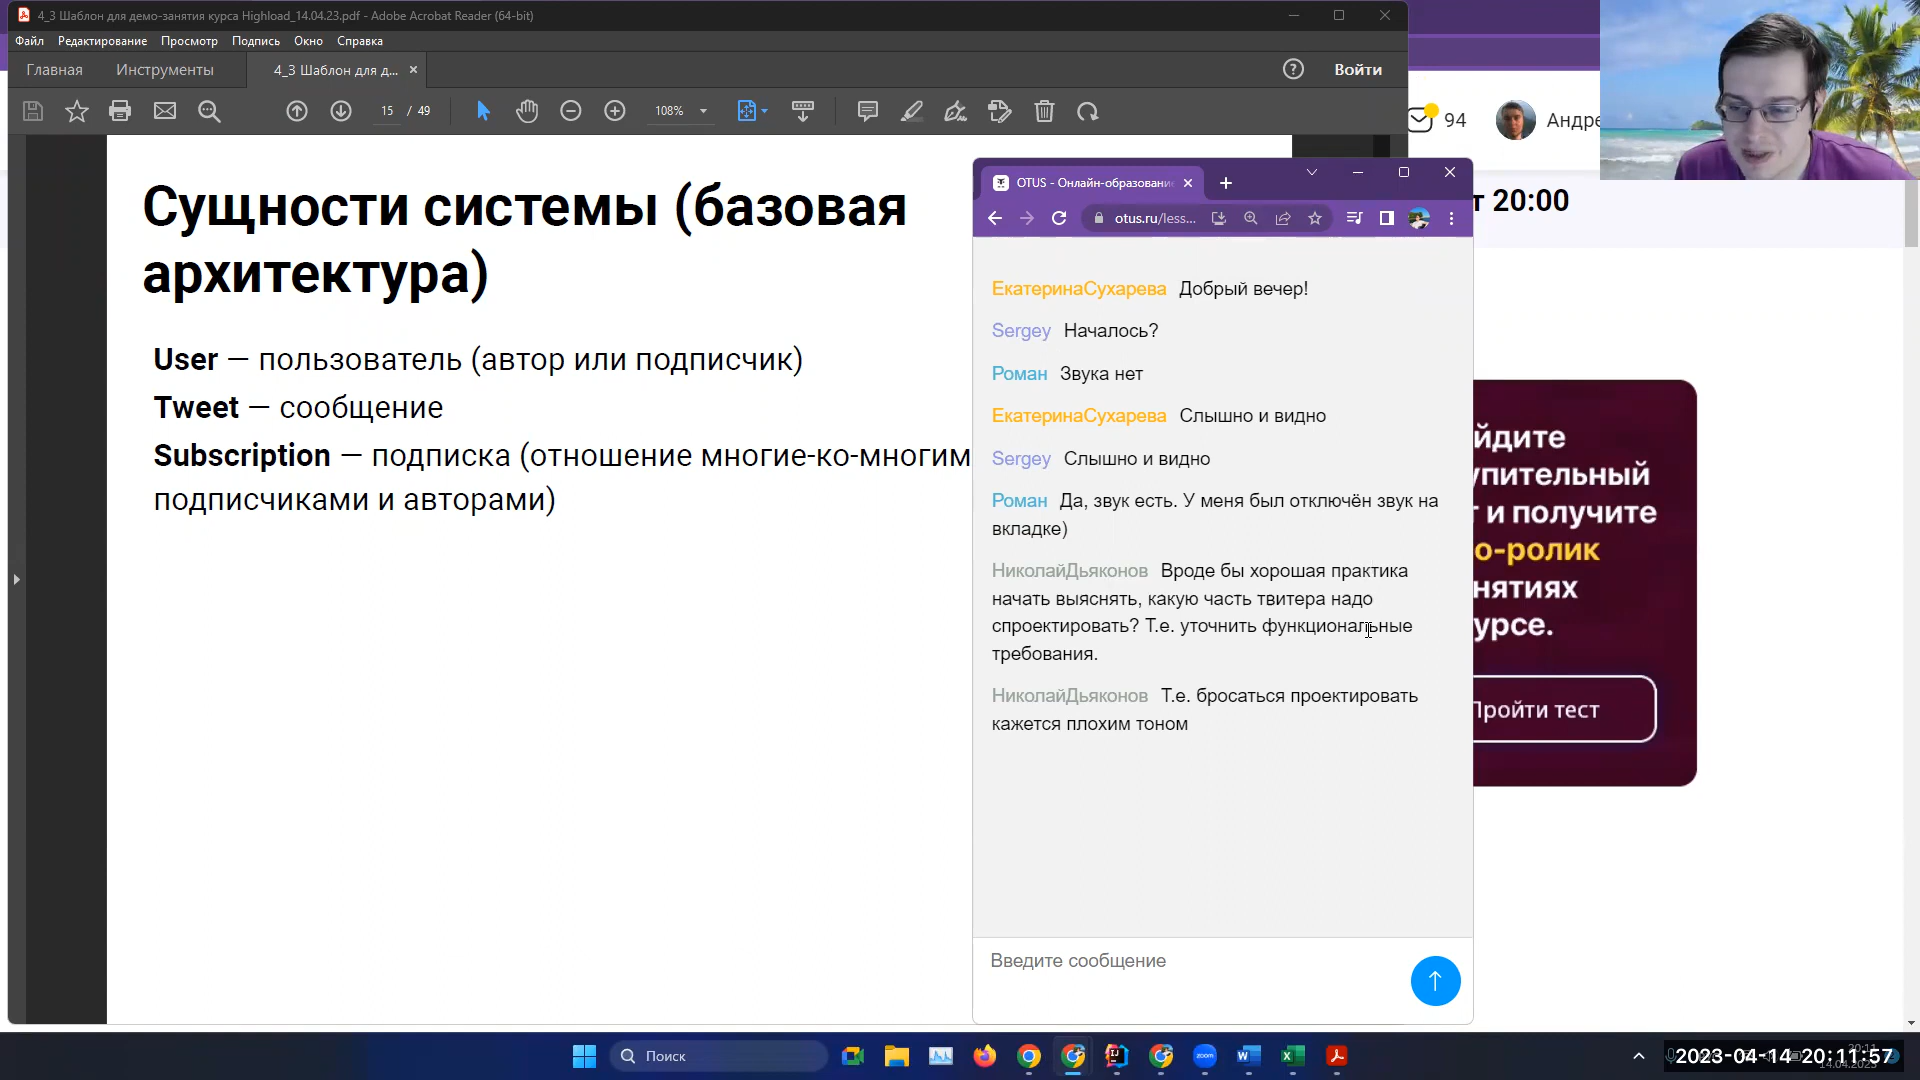 4_3 Шаблон для демо-занятия курса Highload_14.04.23.pdf - Adobe Acrobat Reader (64-bit)
Файл Редактирование Просмотр Подпись Окно Справка
Главная Инструменты 4_3 Шаблон для д... Войти
15 / 49 108%
94 Андре
т 20:00
Сущности системы (базовая
архитектура)
User — пользователь (автор или подписчик)
Tweet — сообщение
Subscription — подписка (отношение многие-ко-многим
подписчиками и авторами)
OTUS - Онлайн-образовани
otus.ru/less...
ЕкатеринаСухарева Добрый вечер!
Sergey Началось?
Роман Звука нет
ЕкатеринаСухарева Слышно и видно
Sergey Слышно и видно
Роман Да, звук есть. У меня был отключён звук на
вкладке)
НиколайДьяконов Вроде бы хорошая практика
начать выяснять, какую часть твитера надо
спроектировать? Т.е. уточнить функциональные
требования.
НиколайДьяконов Т.е. бросаться проектировать
кажется плохим тоном
Введите сообщение
йдите
упительный
т и получите
о-ролик
нятиях
урсе.
Пройти тест
Поиск
zoom
2023-04-14 20:11:57